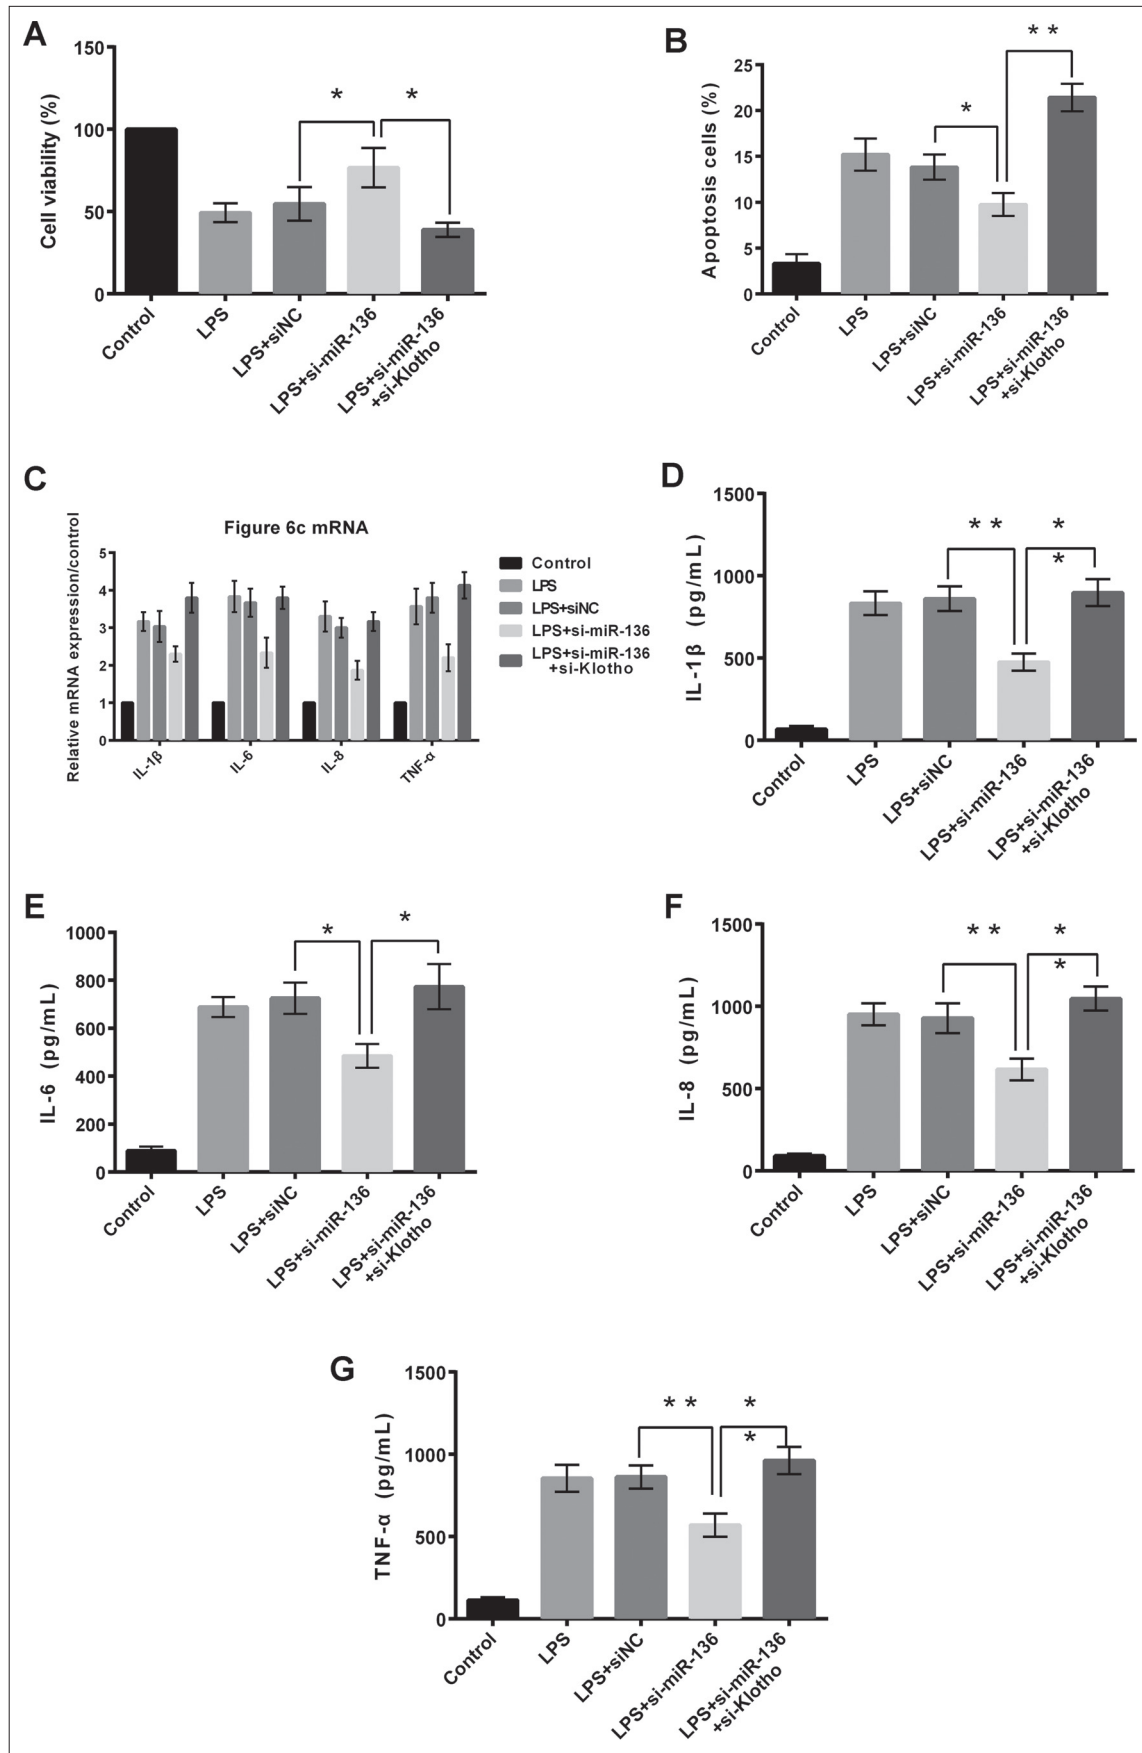 A
Cell viability (%)
150
100
50
0
*
*
Control
LPS
LPS+siNC
LPS+si-miR-136
LPS+si-miR-136
+si-Klotho
B
Apoptosis cells (%)
25
20
15
10
5
0
*
* *
Control
LPS
LPS+siNC
LPS+si-miR-136
LPS+si-miR-136
+si-Klotho
C
Figure 6c mRNA
Relative mRNA expression/control
5
4
3
2
1
0
IL-1β
IL-6
IL-8
TNF-α
Control
LPS
LPS+siNC
LPS+si-miR-136
LPS+si-miR-136
+si-Klotho
D
IL-1β (pg/mL)
1500
1000
500
0
* *
*
*
Control
LPS
LPS+siNC
LPS+si-miR-136
LPS+si-miR-136
+si-Klotho
E
IL-6 (pg/mL)
1000
800
600
400
200
0
*
*
Control
LPS
LPS+siNC
LPS+si-miR-136
LPS+si-miR-136
+si-Klotho
F
IL-8 (pg/mL)
1500
1000
500
0
* *
*
*
Control
LPS
LPS+siNC
LPS+si-miR-136
LPS+si-miR-136
+si-Klotho
G
TNF-α (pg/mL)
1500
1000
500
0
* *
*
*
Control
LPS
LPS+siNC
LPS+si-miR-136
LPS+si-miR-136
+si-Klotho